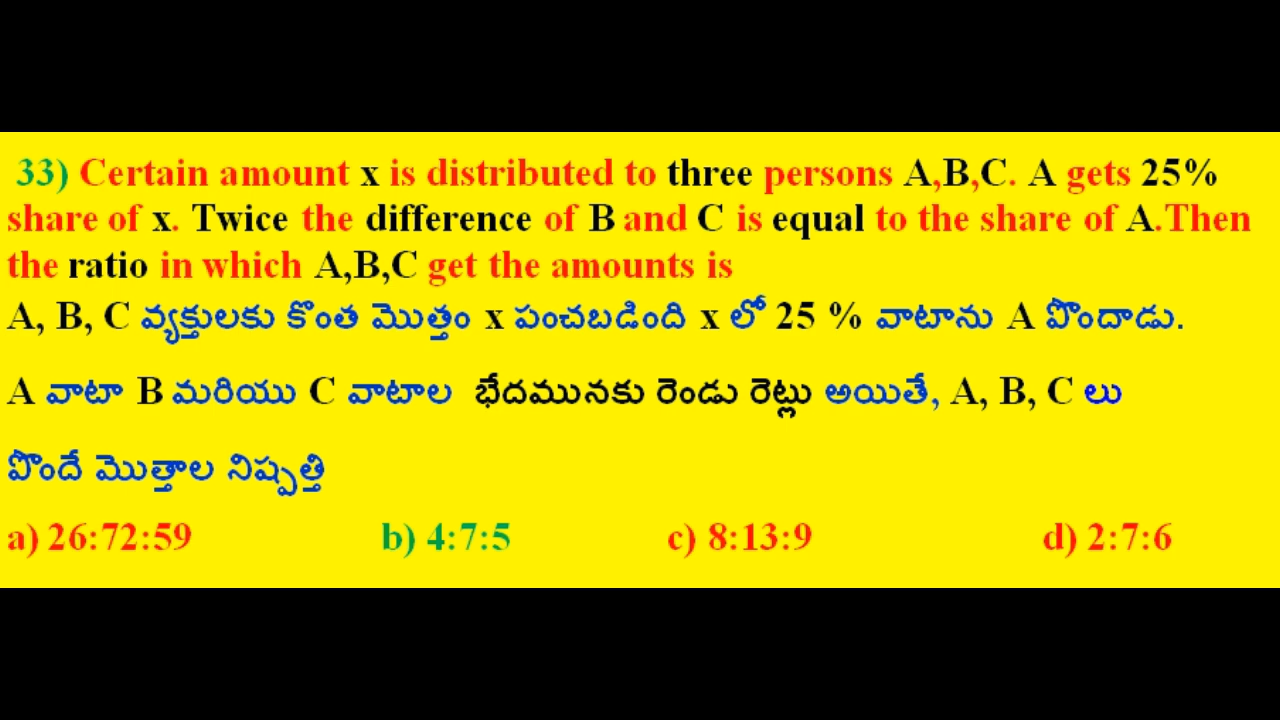 33) Certain amount x is distributed to three persons A,B,C. A gets 25%
share of x. Twice the difference of B and C is equal to the share of A.Then
the ratio in which A,B,C get the amounts is
A, B, C వ్యక్తులకు కొంత మొత్తం x పంచబడింది x లో 25 % వాటాను A పొందాడు.
A వాటా B మరియు C వాటాల భేదమునకు రెండు రెట్లు అయితే, A, B, C లు
పొందే మొత్తాల నిష్పత్తి
a) 26:72:59 b) 4:7:5 c) 8:13:9 d) 2:7:6